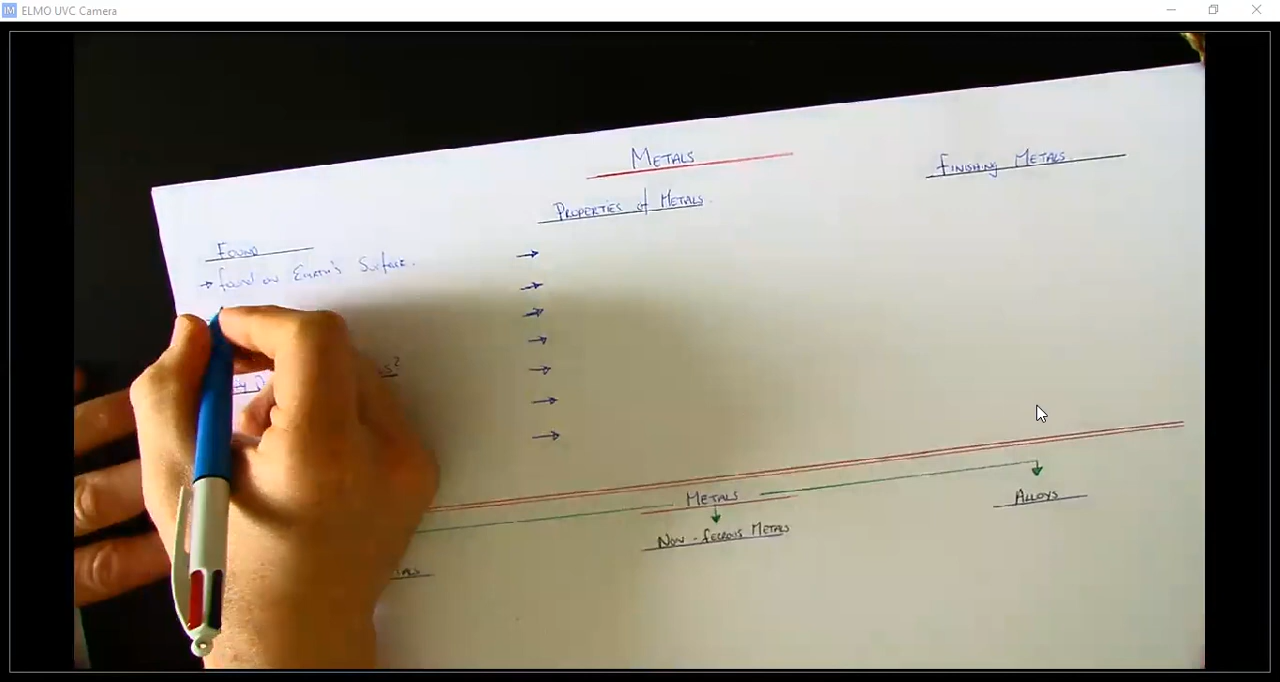 ELMO UVC Camera
METALS
FINISHING METALS
PROPERTIES of METALS.
FOUND
→ found on EARTH'S Surface.
→
→
→
→
→
→
→
METALS
ALLOYS
NON-FERROUS METALS